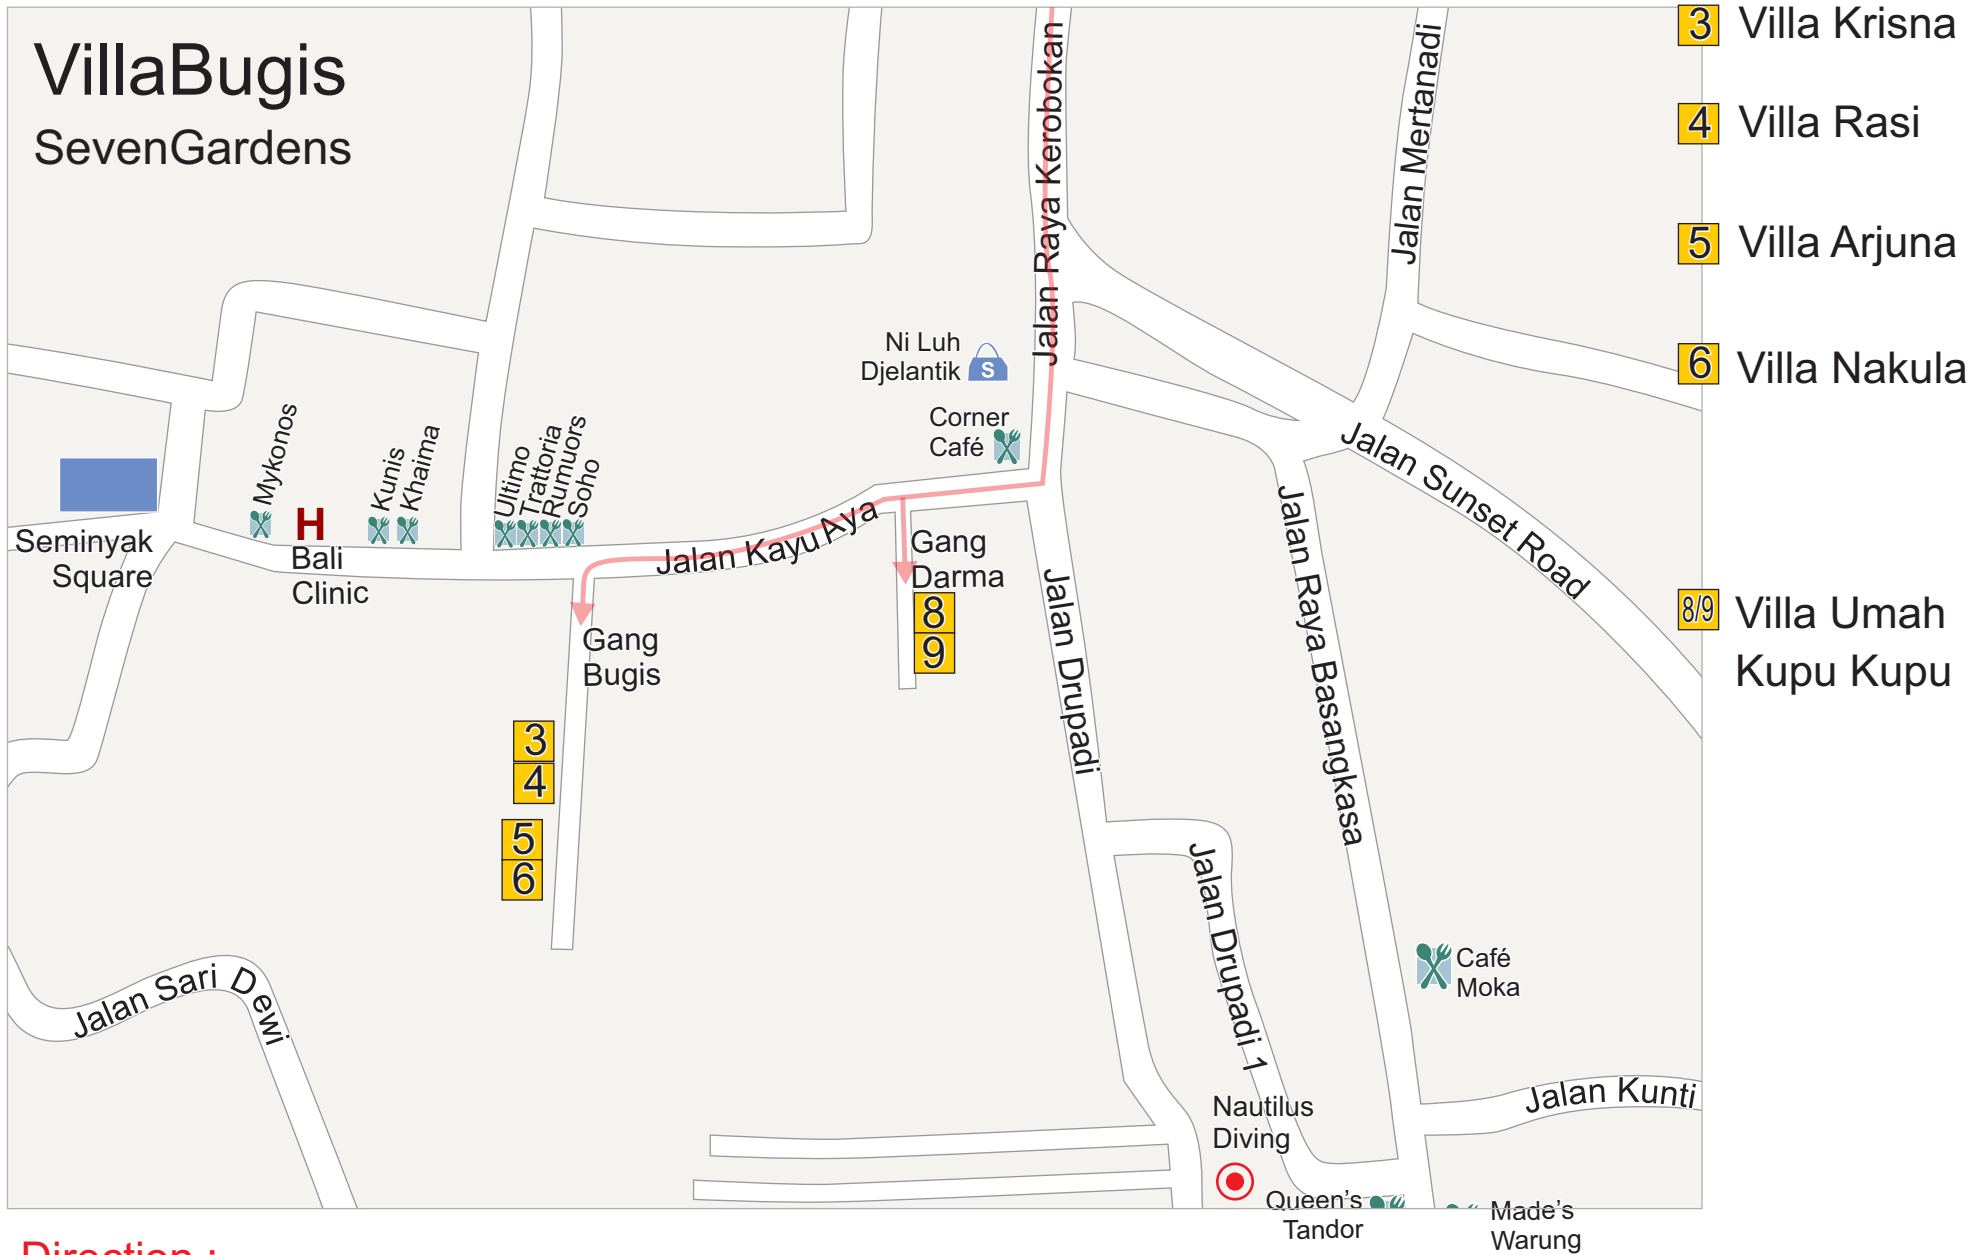 VillaBugis
SevenGardens
3 Villa Krisna
4 Villa Rasi
5 Villa Arjuna
6 Villa Nakula
8/9 Villa Umah
Kupu Kupu
Jalan Raya Kerobokan
Jalan Mertanadi
Ni Luh
Djelantik
S
Corner
Café
Mykonos
H
Bali
Clinic
Kunis
Khaima
Ultimo
Trattoria
Rumuors
Soho
Seminyak
Square
Jalan Kayu Aya
Gang
Darma
8
9
Gang
Bugis
3
4
5
6
Jalan Drupadi
Jalan Raya Basangkasa
Jalan Sunset Road
Jalan Drupadi 1
Café
Moka
Jalan Sari Dewi
Jalan Kunti
Nautilus
Diving
Queen's
Tandor
Made's
Warung
Direction :